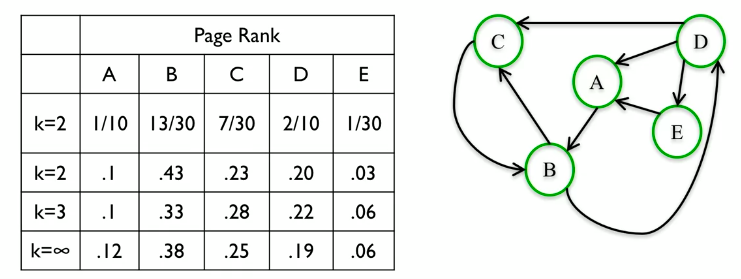 Page Rank
A B C D E
k=2 1/10 13/30 7/30 2/10 1/30
k=2 .1 .43 .23 .20 .03
k=3 .1 .33 .28 .22 .06
k=∞ .12 .38 .25 .19 .06
C
D
A
E
B